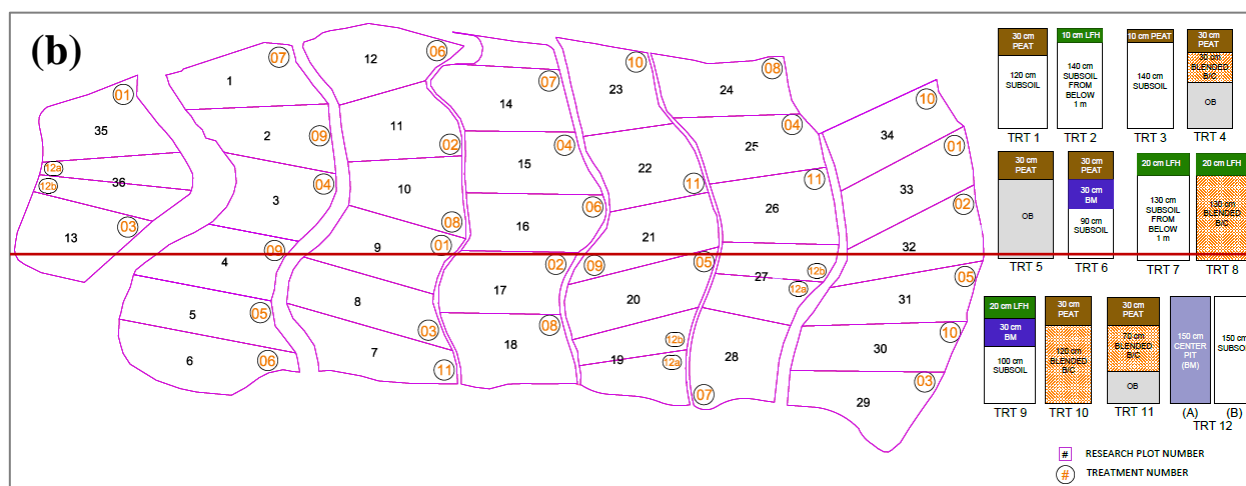 (b)
01
35
12a
36
12b
13
03
07
1
09
2
04
3
09
4
05
5
06
6
12
06
11
02
10
08
01
9
8
03
7
11
07
14
04
15
06
16
02
17
08
18
10
23
22
11
21
09
05
20
12b
19
12a
07
08
24
04
25
11
26
27
12b
12a
28
10
34
01
33
02
32
05
31
10
30
03
29
30 cm
PEAT
120 cm
SUBSOIL
TRT 1
10 cm LFH
140 cm
SUBSOIL
FROM
BELOW
1 m
TRT 2
10 cm PEAT
140 cm
SUBSOIL
TRT 3
30 cm
PEAT
30 cm
BLENDED
B/C
OB
TRT 4
30 cm
PEAT
OB
TRT 5
30 cm
PEAT
30 cm
BM
90 cm
SUBSOIL
TRT 6
20 cm LFH
130 cm
SUBSOIL
FROM
BELOW
1 m
TRT 7
20 cm LFH
130 cm
BLENDED
B/C
TRT 8
20 cm LFH
30 cm
BM
100 cm
SUBSOIL
TRT 9
30 cm
PEAT
120 cm
BLENDED
B/C
TRT 10
30 cm
PEAT
70 cm
BLENDED
B/C
OB
TRT 11
150 cm
CENTER
PIT
(BM)
(A)
150 cm
SUBSOIL
(B)
TRT 12
# RESEARCH PLOT NUMBER
# TREATMENT NUMBER